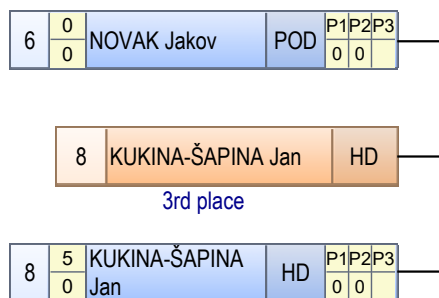 6 0 0 NOVAK Jakov POD P1 P2 P3 0 0
8 KUKINA-ŠAPINA Jan HD
3rd place
8 5 0 KUKINA-ŠAPINA Jan HD P1 P2 P3 0 0